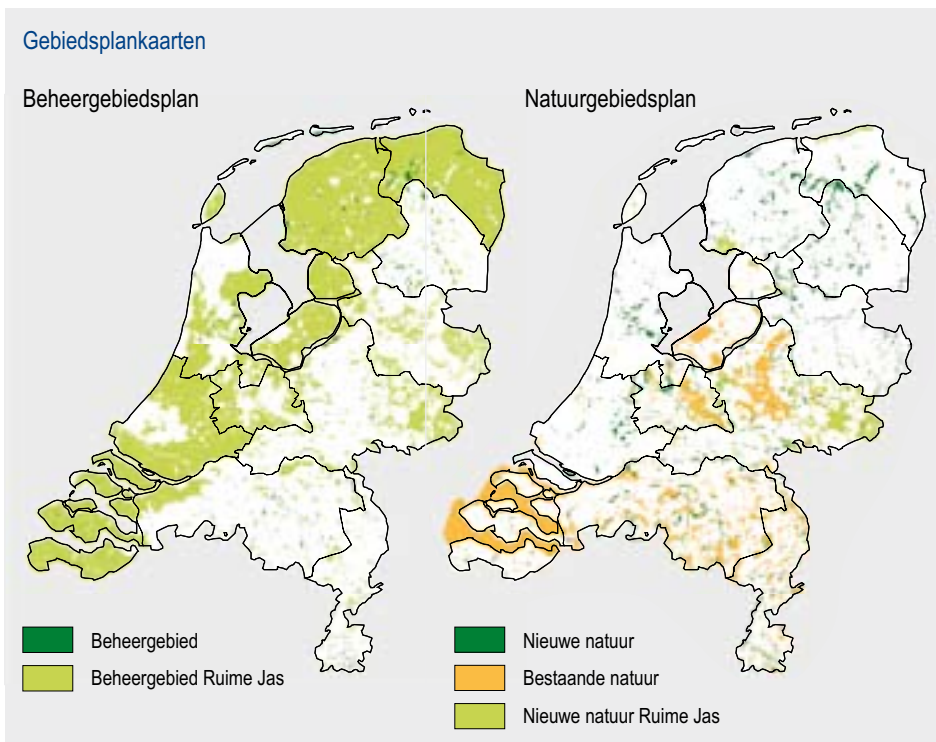 Gebiedsplankaarten
Beheergebiedsplan
Natuurgebiedsplan
Beheergebied
Beheergebied Ruime Jas
Nieuwe natuur
Bestaande natuur
Nieuwe natuur Ruime Jas